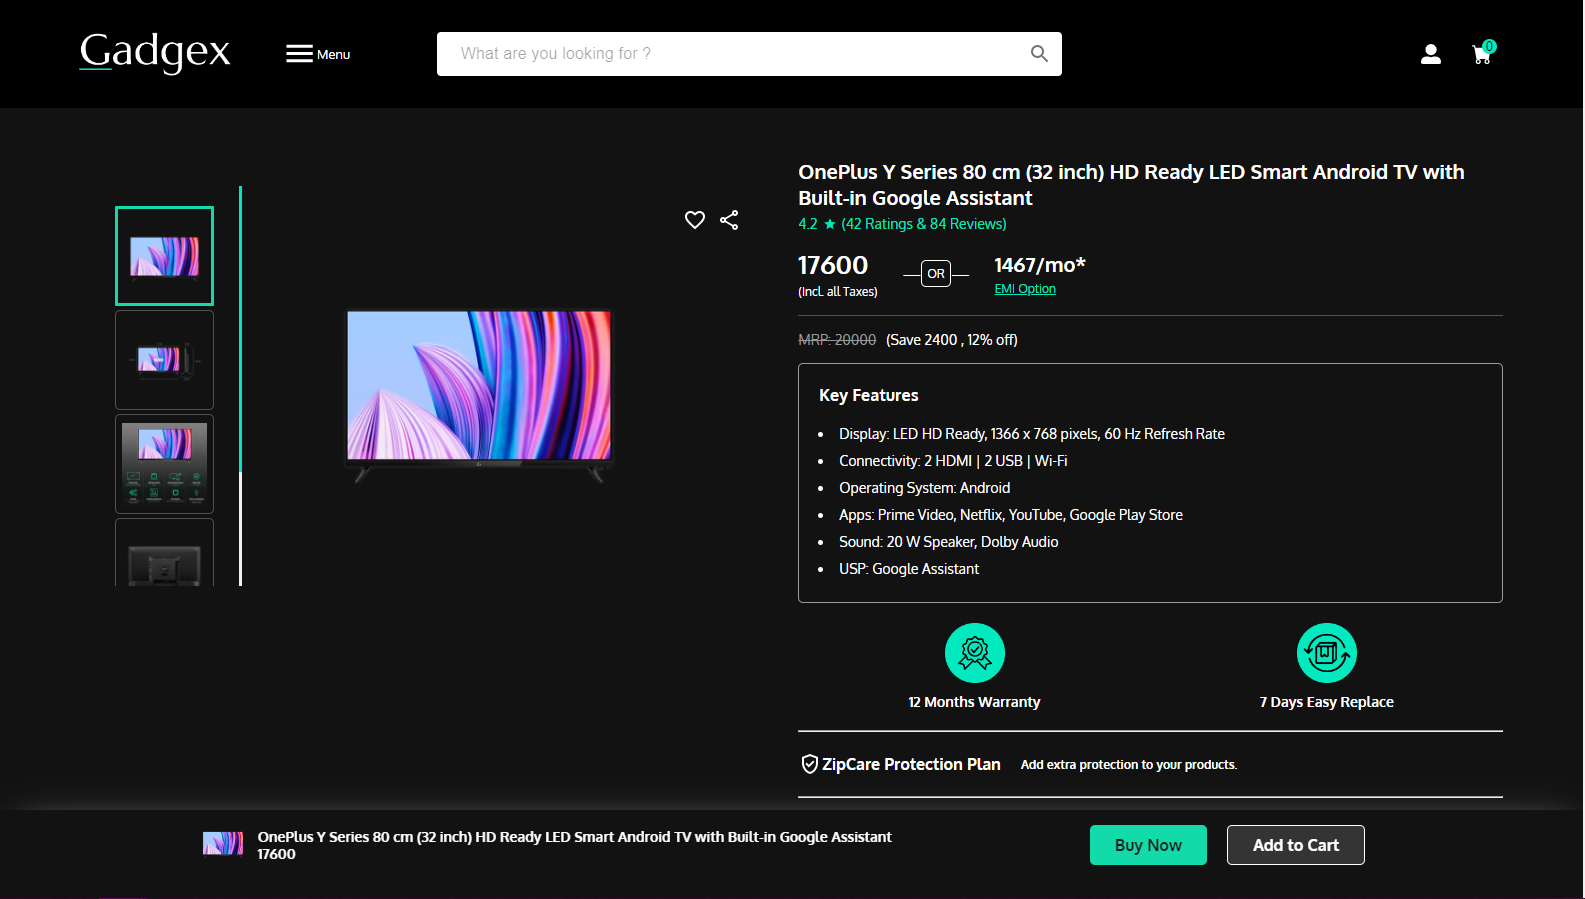 Gadgex
Menu
What are you looking for ?
0
OnePlus Y Series 80 cm (32 inch) HD Ready LED Smart Android TV with
Built-in Google Assistant
4.2 ★ (42 Ratings & 84 Reviews)
17600
(Incl. all Taxes)
OR
1467/mo*
EMI Option
MRP: 20000 (Save 2400 , 12% off)
Key Features
• Display: LED HD Ready, 1366 x 768 pixels, 60 Hz Refresh Rate
• Connectivity: 2 HDMI | 2 USB | Wi-Fi
• Operating System: Android
• Apps: Prime Video, Netflix, YouTube, Google Play Store
• Sound: 20 W Speaker, Dolby Audio
• USP: Google Assistant
12 Months Warranty
7 Days Easy Replace
ZipCare Protection Plan Add extra protection to your products.
OnePlus Y Series 80 cm (32 inch) HD Ready LED Smart Android TV with Built-in Google Assistant
17600
Buy Now
Add to Cart